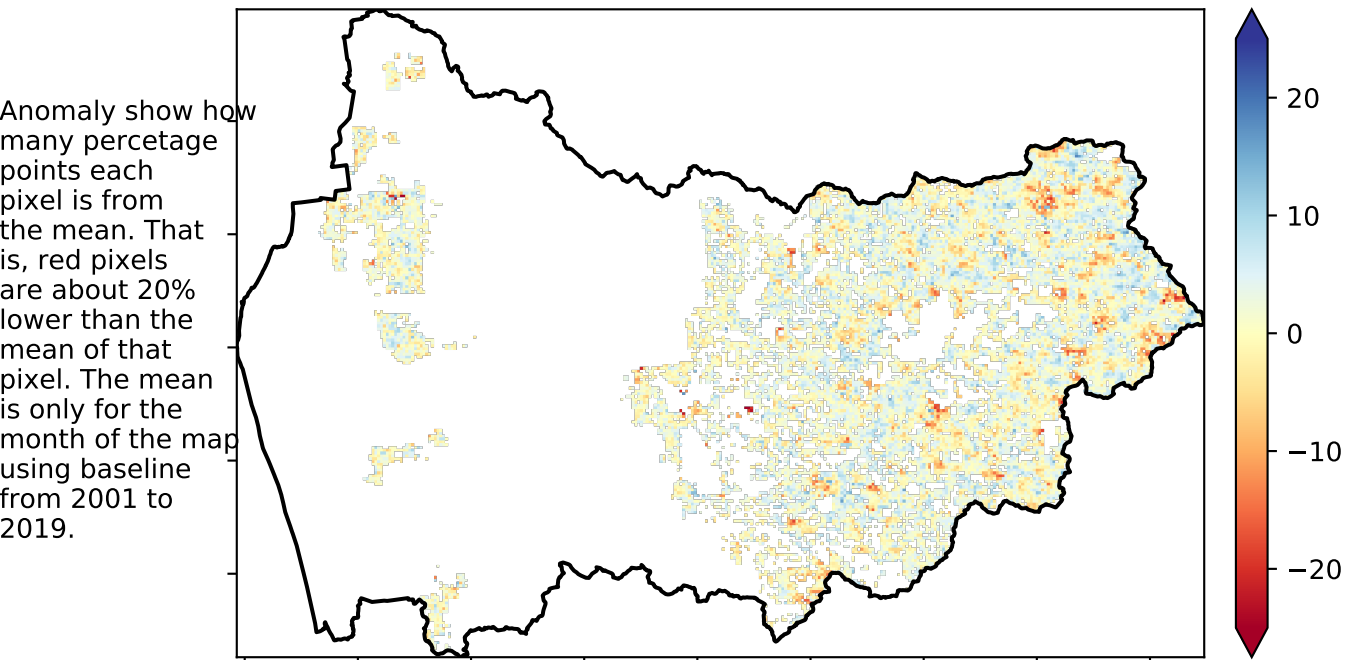 Anomaly show how
many percetage
points each
pixel is from
the mean. That
is, red pixels
are about 20%
lower than the
mean of that
pixel. The mean
is only for the
month of the map
using baseline
from 2001 to
2019.
20
10
0
−10
−20